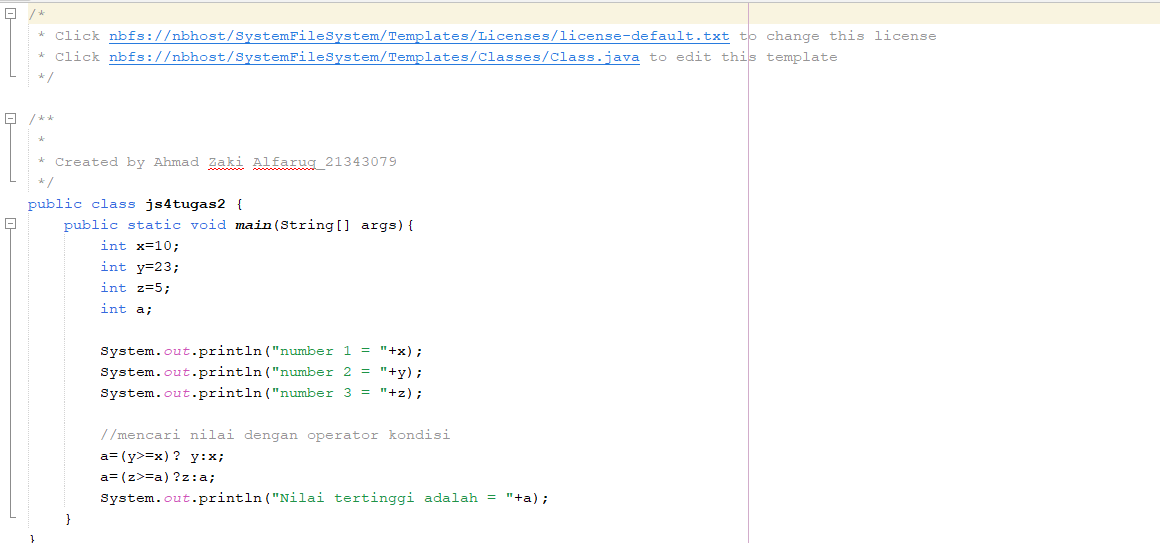 /*
 * Click nbfs://nbhost/SystemFileSystem/Templates/Licenses/license-default.txt to change this license
 * Click nbfs://nbhost/SystemFileSystem/Templates/Classes/Class.java to edit this template
 */
/**
 *
 * Created by Ahmad Zaki Alfarug_21343079
 */
public class js4tugas2 {
    public static void main(String[] args){
        int x=10;
        int y=23;
        int z=5;
        int a;
        System.out.println("number 1 = "+x);
        System.out.println("number 2 = "+y);
        System.out.println("number 3 = "+z);
        //mencari nilai dengan operator kondisi
        a=(y>=x)? y:x;
        a=(z>=a)?z:a;
        System.out.println("Nilai tertinggi adalah = "+a);
    }
}